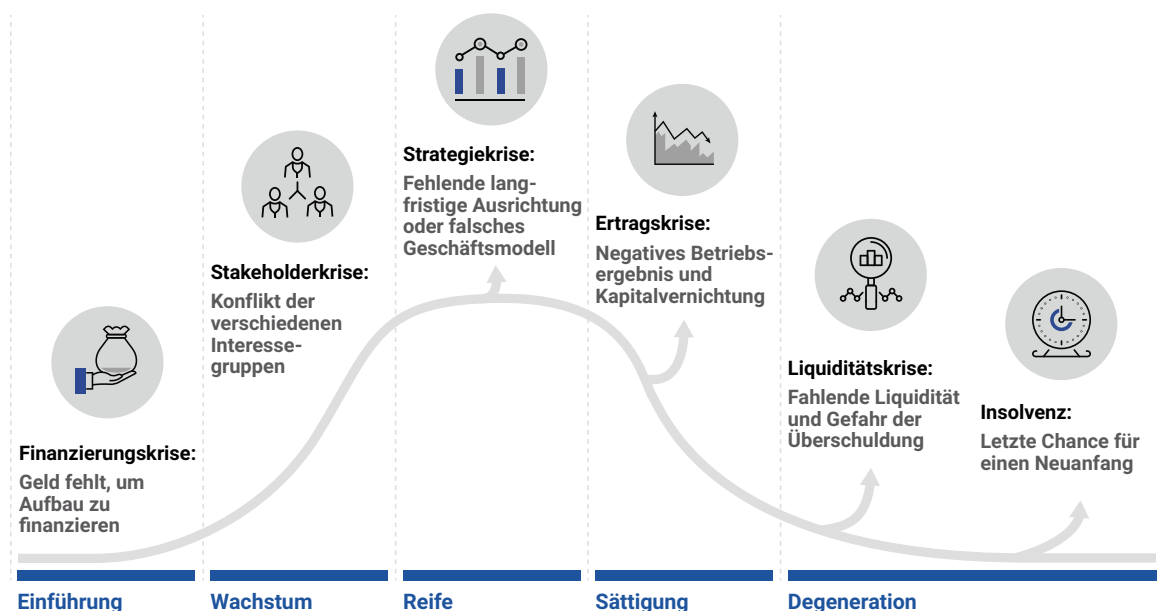 Finanzierungskrise:
Geld fehlt, um
Aufbau zu
finanzieren
Stakeholderkrise:
Konflikt der
verschiedenen
Interesse-
gruppen
Strategiekrise:
Fehlende lang-
fristige Ausrichtung
oder falsches
Geschäftsmodell
Ertragskrise:
Negatives Betriebs-
ergebnis und
Kapitalvernichtung
Liquiditätskrise:
Fahlende Liquidität
und Gefahr der
Überschuldung
Insolvenz:
Letzte Chance für
einen Neuanfang
Einführung
Wachstum
Reife
Sättigung
Degeneration